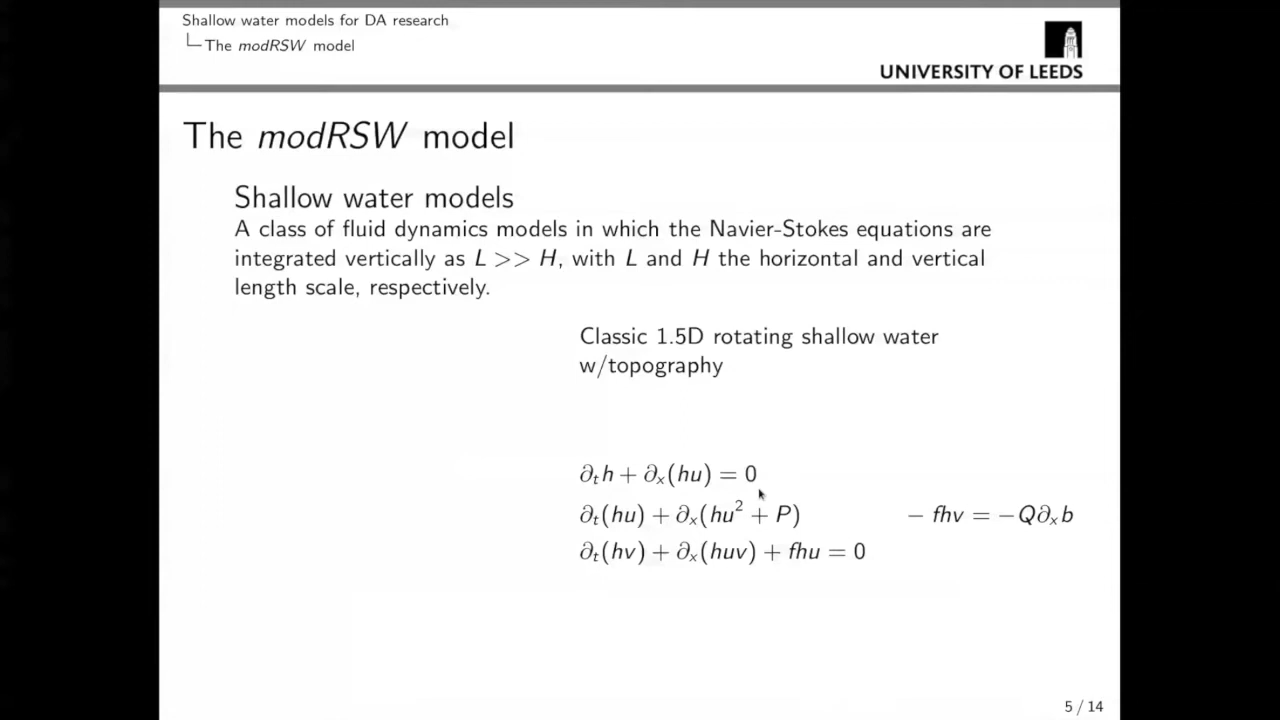 Shallow water models for DA research
The modRSW model
UNIVERSITY OF LEEDS
The modRSW model
Shallow water models
A class of fluid dynamics models in which the Navier-Stokes equations are
integrated vertically as L >> H, with L and H the horizontal and vertical
length scale, respectively.
Classic 1.5D rotating shallow water
w/topography
∂ₜh + ∂ₓ(hu) = 0
∂ₜ(hu) + ∂ₓ(hu² + P) − fhv = −Q∂ₓb
∂ₜ(hv) + ∂ₓ(huv) + fhu = 0
5 / 14